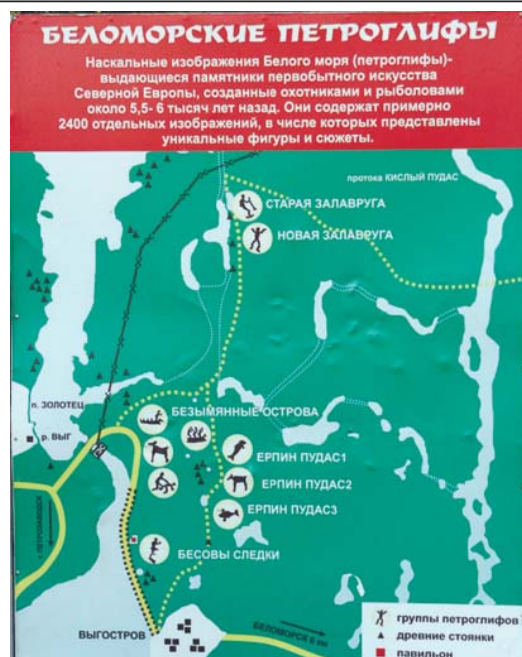 БЕЛОМОРСКИЕ ПЕТРОГЛИФЫ
Наскальные изображения Белого моря (петроглифы)-
выдающиеся памятники первобытного искусства
Северной Европы, созданные охотниками и рыболовами
около 5,5- 6 тысяч лет назад. Они содержат примерно
2400 отдельных изображений, в числе которых представлены
уникальные фигуры и сюжеты.
протока КИСЛЫЙ ПУДАС
СТАРАЯ ЗАЛАВРУГА
НОВАЯ ЗАЛАВРУГА
п. ЗОЛОТЕЦ
р. ВЫГ
БЕЗЫМЯННЫЕ ОСТРОВА
ЕРПИН ПУДАС1
ЕРПИН ПУДАС2
ЕРПИН ПУДАС3
г.ПЕТРОЗАВОДСК
БЕСОВЫ СЛЕДКИ
ВЫГОСТРОВ
БЕЛОМОРСК 6 км
группы петроглифов
древние стоянки
павильон